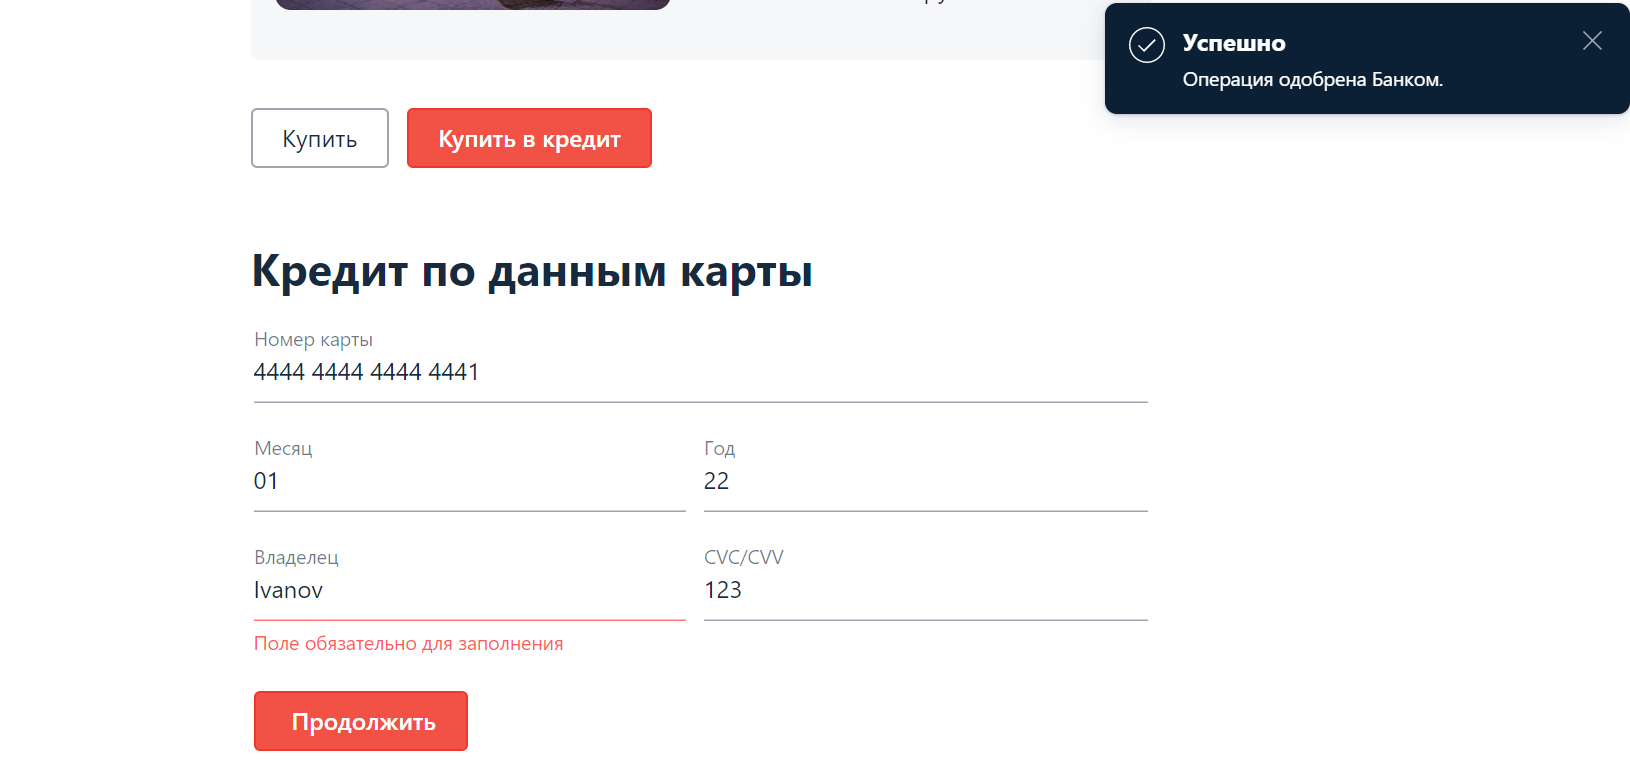 Успешно
Операция одобрена Банком.
Купить
Купить в кредит
Кредит по данным карты
Номер карты
4444 4444 4444 4441
Месяц
Год
01
22
Владелец
CVC/CVV
Ivanov
123
Поле обязательно для заполнения
Продолжить